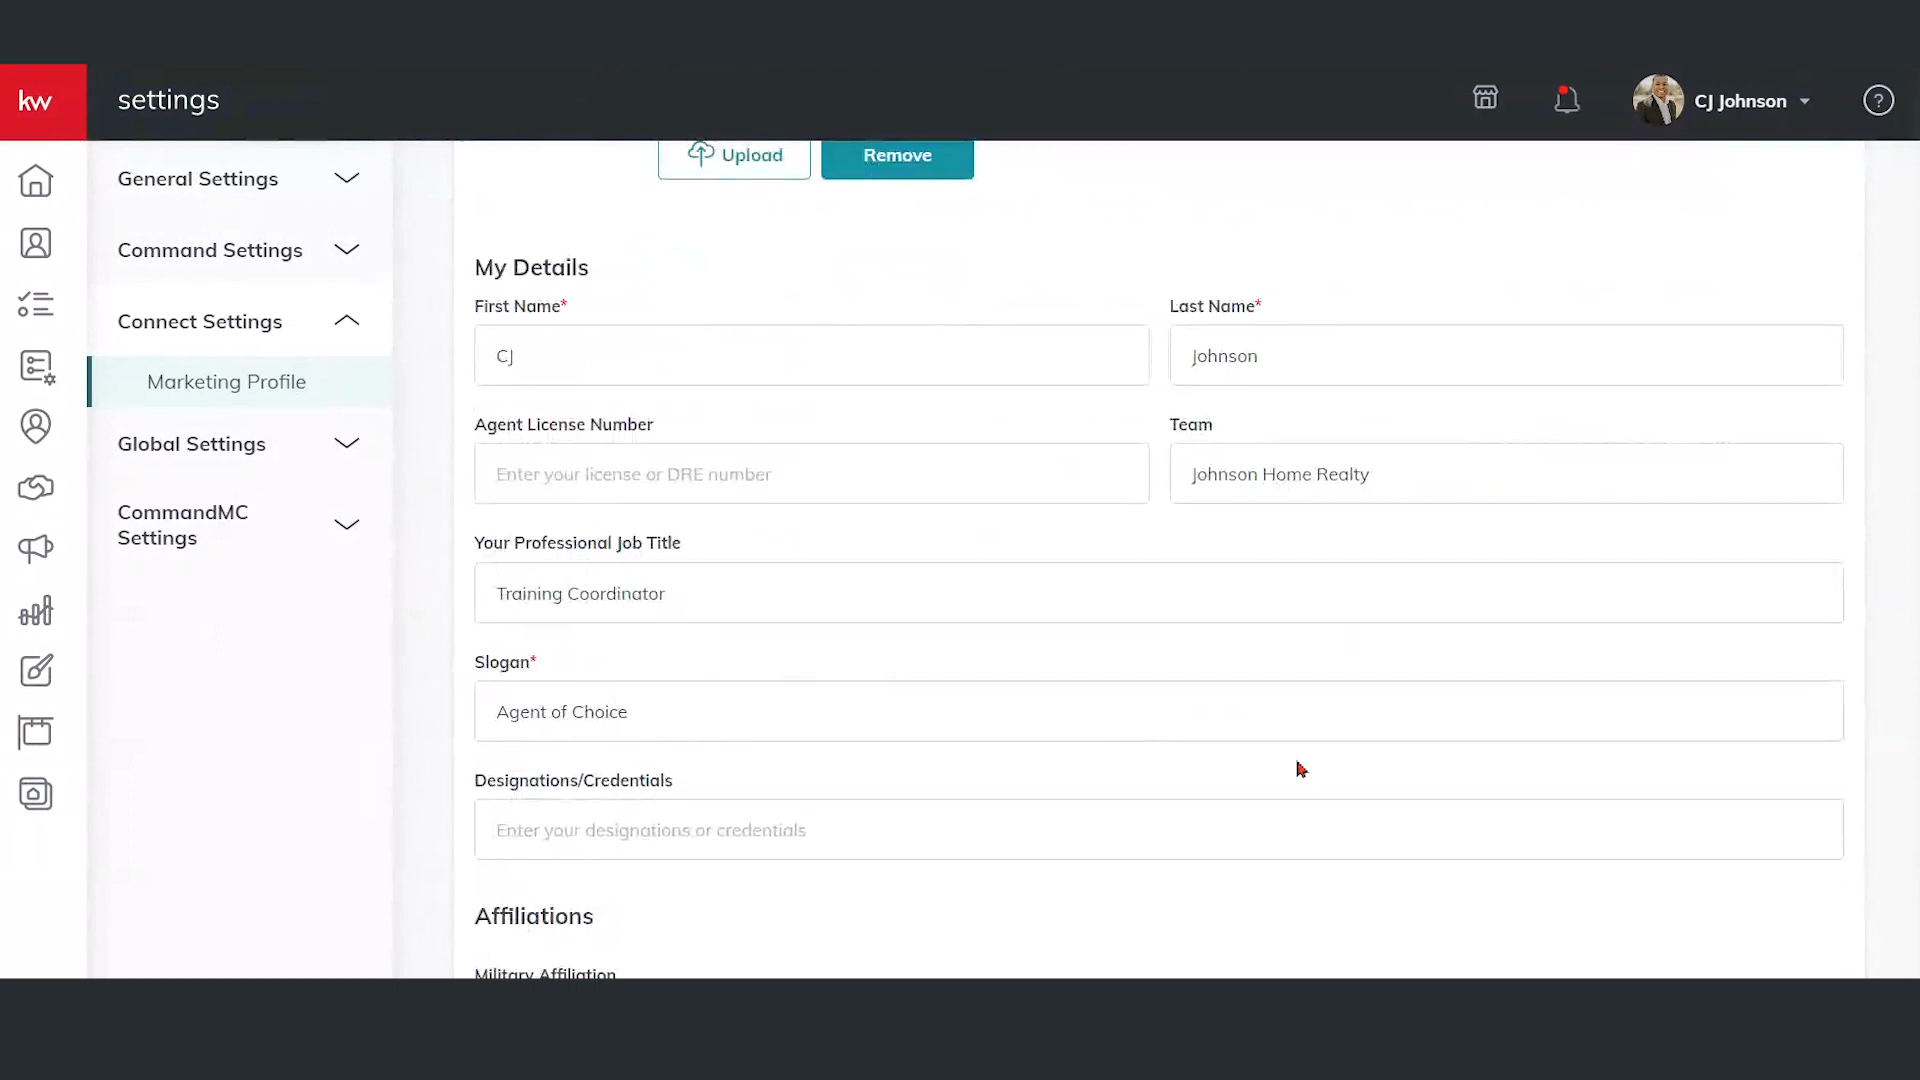 kw
settings
CJ Johnson
?
General Settings
Command Settings
Connect Settings
Marketing Profile
Global Settings
CommandMC
Settings
Upload
Remove
My Details
First Name*
Last Name*
CJ
Johnson
Agent License Number
Team
Enter your license or DRE number
Johnson Home Realty
Your Professional Job Title
Training Coordinator
Slogan*
Agent of Choice
Designations/Credentials
Enter your designations or credentials
Affiliations
Military Affiliation